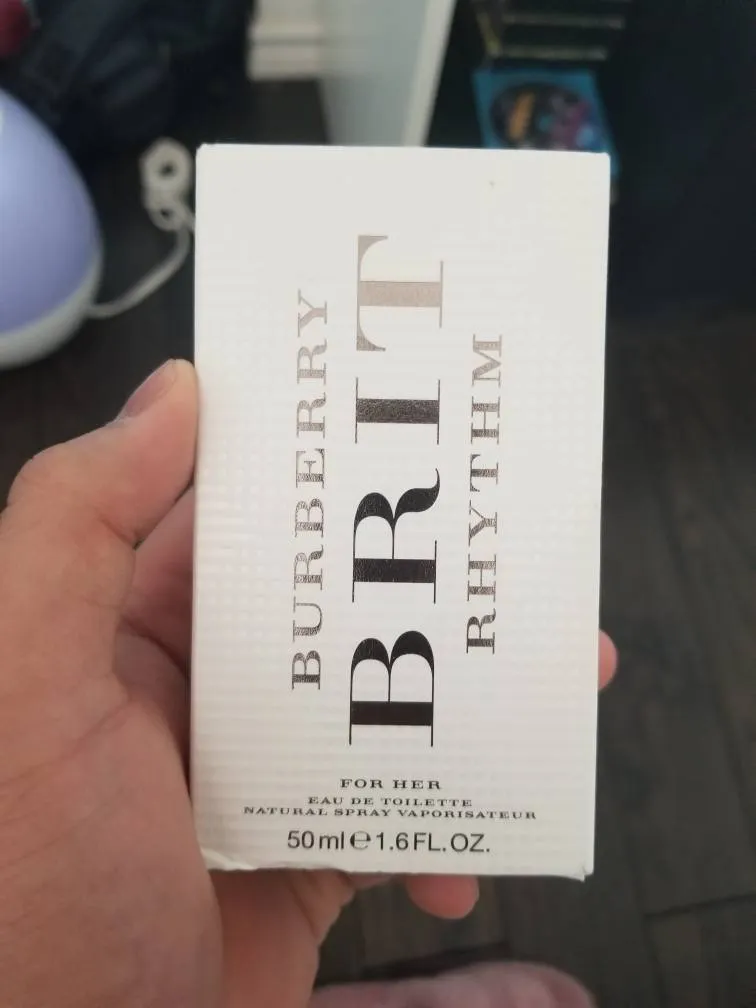 BURBERRY
BRIT
RHYTHM
FOR HER
EAU DE TOILETTE
NATURAL SPRAY VAPORISATEUR
50ml℮1.6FL.OZ.